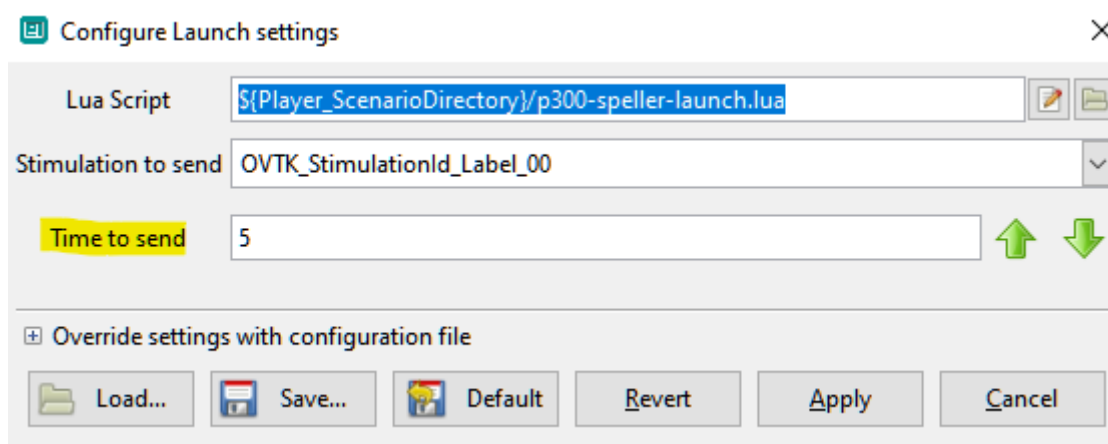 Configure Launch settings
Lua Script ${Player_ScenarioDirectory}/p300-speller-launch.lua
Stimulation to send OVTK_StimulationId_Label_00
Time to send 5
Override settings with configuration file
Load... Save... Default Revert Apply Cancel